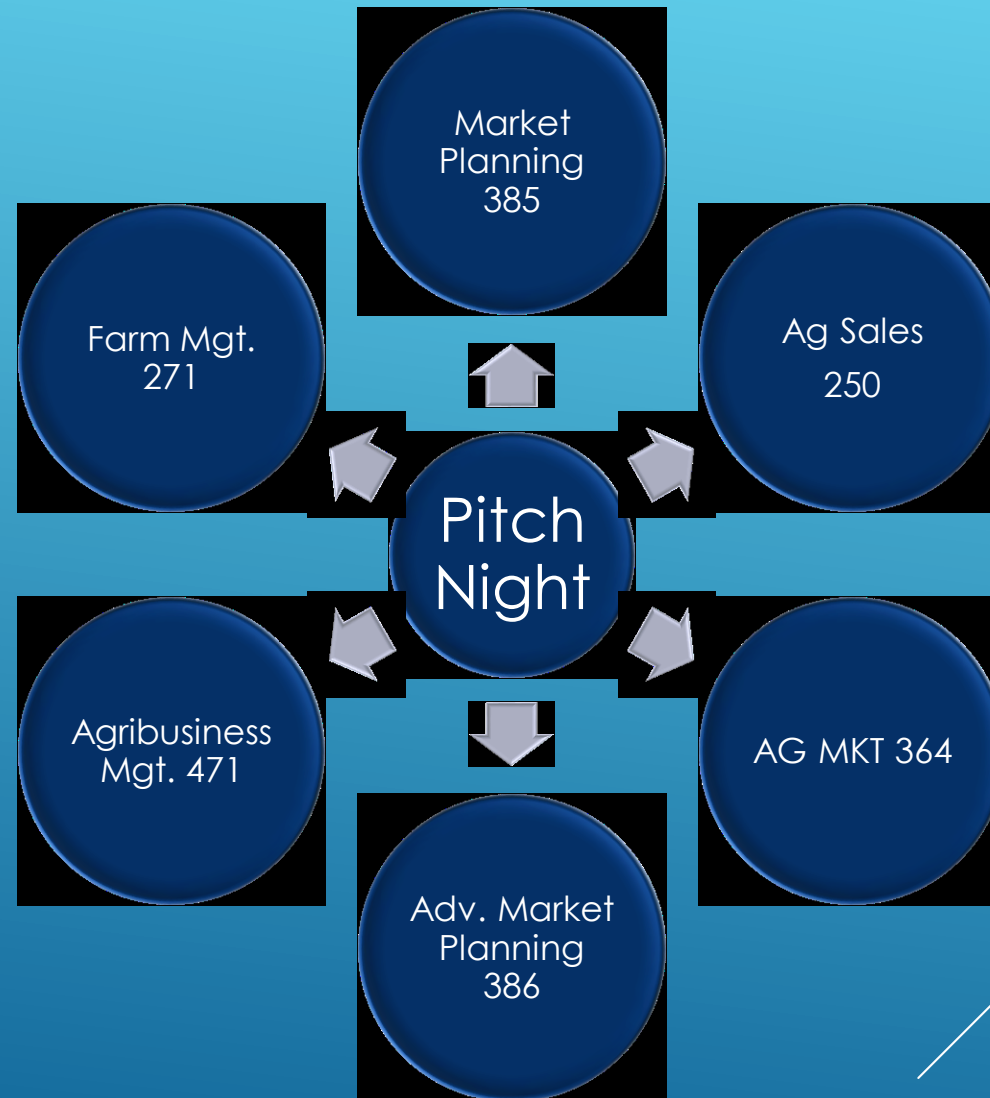 Market
Planning
385
Farm Mgt.
271
Ag Sales
250
Pitch
Night
Agribusiness
Mgt. 471
AG MKT 364
Adv. Market
Planning
386